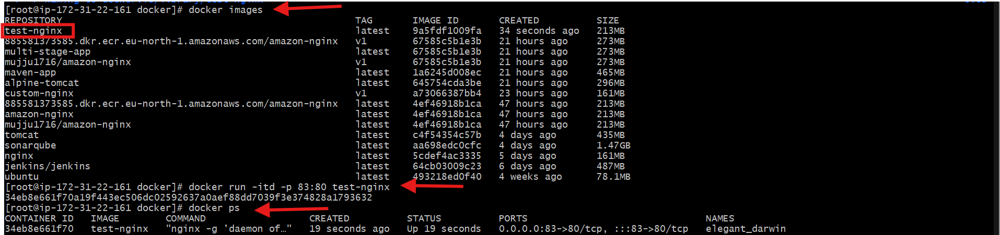 naming to docker.io/library/test-nginx
[root@ip-172-31-22-161 docker]# docker images
REPOSITORY TAG IMAGE ID CREATED SIZE
test-nginx latest 9a5fdf1009fa 34 seconds ago 213MB
885581373585.dkr.ecr.eu-north-1.amazonaws.com/amazon-nginx v1 67585c5b1e3b 21 hours ago 273MB
multi-stage-app latest 67585c5b1e3b 21 hours ago 273MB
mujju1716/amazon-nginx v1 67585c5b1e3b 21 hours ago 273MB
maven-app latest 1a6245d008ec 21 hours ago 465MB
alpine-tomcat latest 645754cda3be 21 hours ago 296MB
custom-nginx v1 a73066387bb4 23 hours ago 161MB
885581373585.dkr.ecr.eu-north-1.amazonaws.com/amazon-nginx latest 4ef46918b1ca 47 hours ago 213MB
amazon-nginx latest 4ef46918b1ca 47 hours ago 213MB
mujju1716/amazon-nginx latest 4ef46918b1ca 47 hours ago 213MB
tomcat latest c4f54354c57b 4 days ago 435MB
sonarqube latest aa698edc0cfc 4 days ago 1.47GB
nginx latest 5cdef4ac3335 5 days ago 161MB
jenkins/jenkins latest 64cb03009c23 6 days ago 487MB
ubuntu latest 493218ed0f40 4 weeks ago 78.1MB
[root@ip-172-31-22-161 docker]# docker run -itd -p 83:80 test-nginx
34eb8e661f70a19f443ec506dc02592637a0aef88dd7039f3e374828a1793632
[root@ip-172-31-22-161 docker]# docker ps
CONTAINER ID IMAGE COMMAND CREATED STATUS PORTS NAMES
34eb8e661f70 test-nginx "nginx -g 'daemon of…" 19 seconds ago Up 19 seconds 0.0.0.0:83->80/tcp, :::83->80/tcp elegant_darwin